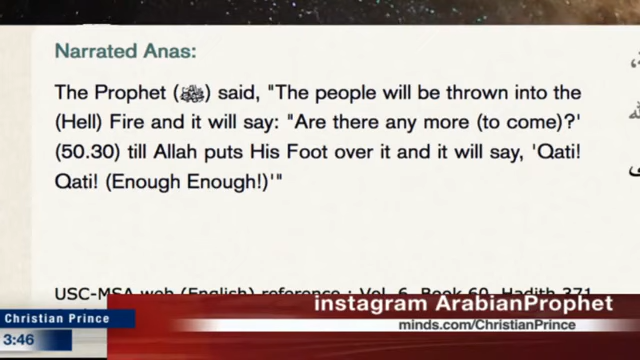 Narrated Anas:
The Prophet (ﷺ) said, "The people will be thrown into the
(Hell) Fire and it will say: "Are there any more (to come)?'
(50.30) till Allah puts His Foot over it and it will say, 'Qati!
Qati! (Enough Enough!)'"
USC-MSA web (English) reference : Vol. 6, Book 60, Hadith 371
instagram ArabianProphet
Christian Prince
minds.com/ChristianPrince
3:46